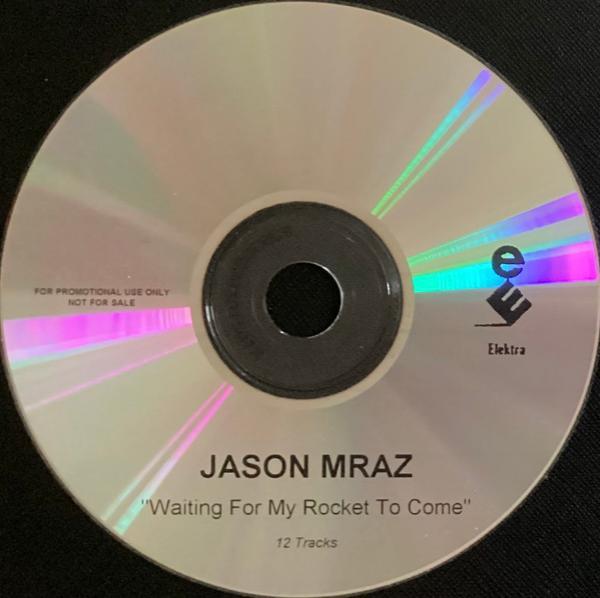 FOR PROMOTIONAL USE ONLY
NOT FOR SALE
e
E
Elektra
JASON MRAZ
"Waiting For My Rocket To Come"
12 Tracks